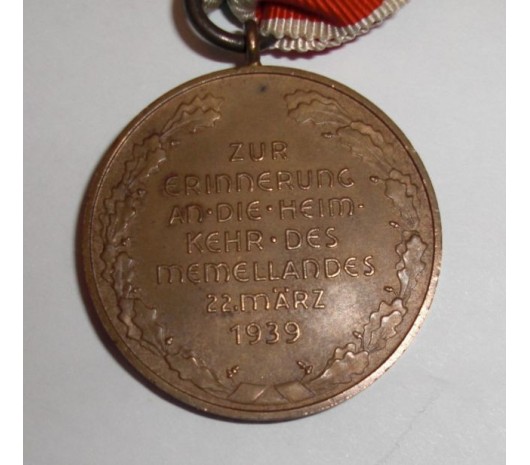 ZUR
ERINNERUNG
AN·DIE·HEIM-
KEHR·DES
MEMELLANDES
22.MÄRZ
1939